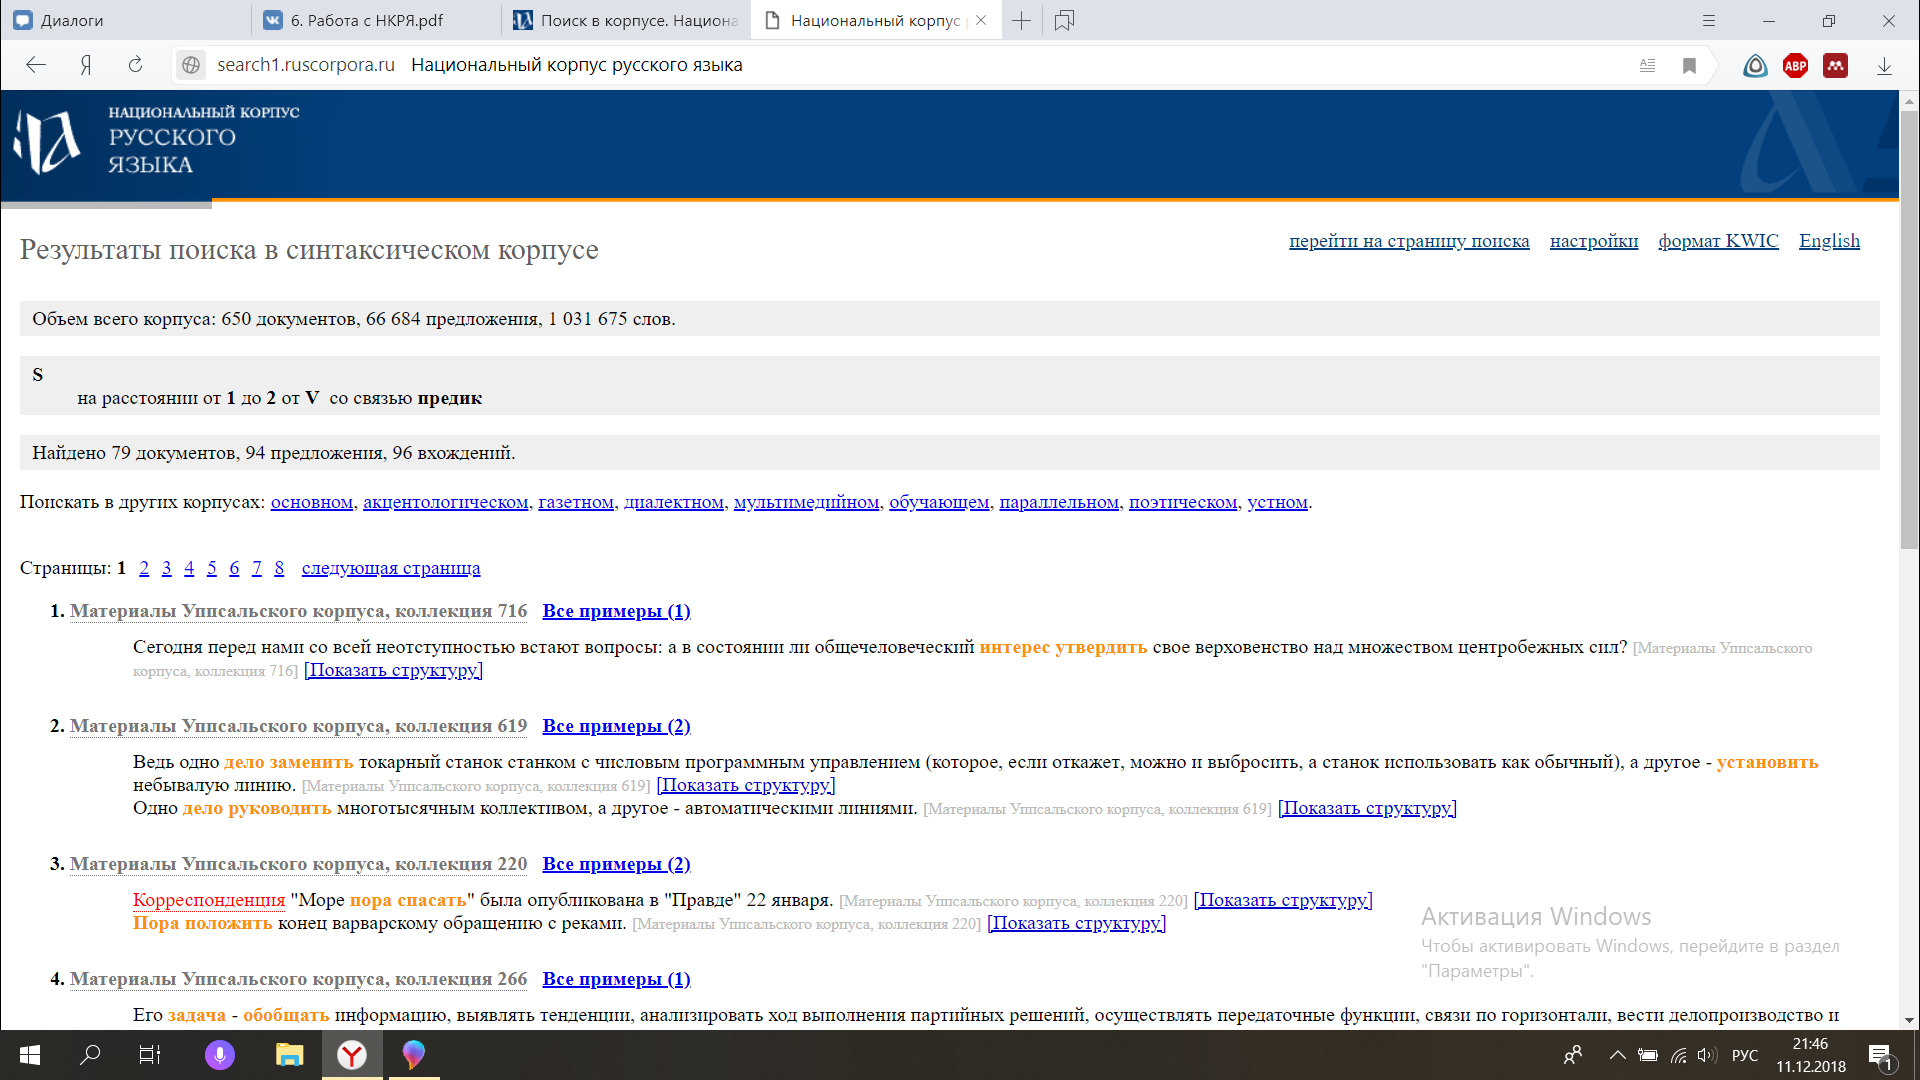 Диалоги
6. Работа с НКРЯ.pdf
Поиск в корпусе. Национа
Национальный корпус
search1.ruscorpora.ru Национальный корпус русского языка
ABP
НАЦИОНАЛЬНЫЙ КОРПУС
РУССКОГО
ЯЗЫКА
Результаты поиска в синтаксическом корпусе
перейти на страницу поиска настройки формат KWIC English
Объем всего корпуса: 650 документов, 66 684 предложения, 1 031 675 слов.
S
на расстоянии от 1 до 2 от V со связью предик
Найдено 79 документов, 94 предложения, 96 вхождений.
Поискать в других корпусах: основном, акцентологическом, газетном, диалектном, мультимедийном, обучающем, параллельном, поэтическом, устном.
Страницы: 1 2 3 4 5 6 7 8 следующая страница
1. Материалы Уппсальского корпуса, коллекция 716 Все примеры (1)
Сегодня перед нами со всей неотступностью встают вопросы: а в состоянии ли общечеловеческий интерес утвердить свое верховенство над множеством центробежных сил? [Материалы Уппсальского
корпуса, коллекция 716] [Показать структуру]
2. Материалы Уппсальского корпуса, коллекция 619 Все примеры (2)
Ведь одно дело заменить токарный станок станком с числовым программным управлением (которое, если откажет, можно и выбросить, а станок использовать как обычный), а другое - установить
небывалую линию. [Материалы Уппсальского корпуса, коллекция 619] [Показать структуру]
Одно дело руководить многотысячным коллективом, а другое - автоматическими линиями. [Материалы Уппсальского корпуса, коллекция 619] [Показать структуру]
3. Материалы Уппсальского корпуса, коллекция 220 Все примеры (2)
Корреспонденция "Море пора спасать" была опубликована в "Правде" 22 января. [Материалы Уппсальского корпуса, коллекция 220] [Показать структуру]
Пора положить конец варварскому обращению с реками. [Материалы Уппсальского корпуса, коллекция 220] [Показать структуру]
Активация Windows
Чтобы активировать Windows, перейдите в раздел
"Параметры".
4. Материалы Уппсальского корпуса, коллекция 266 Все примеры (1)
Его задача - обобщать информацию, выявлять тенденции, анализировать ход выполнения партийных решений, осуществлять передаточные функции, связи по горизонтали, вести делопроизводство и
РУС
21:46
11.12.2018
1